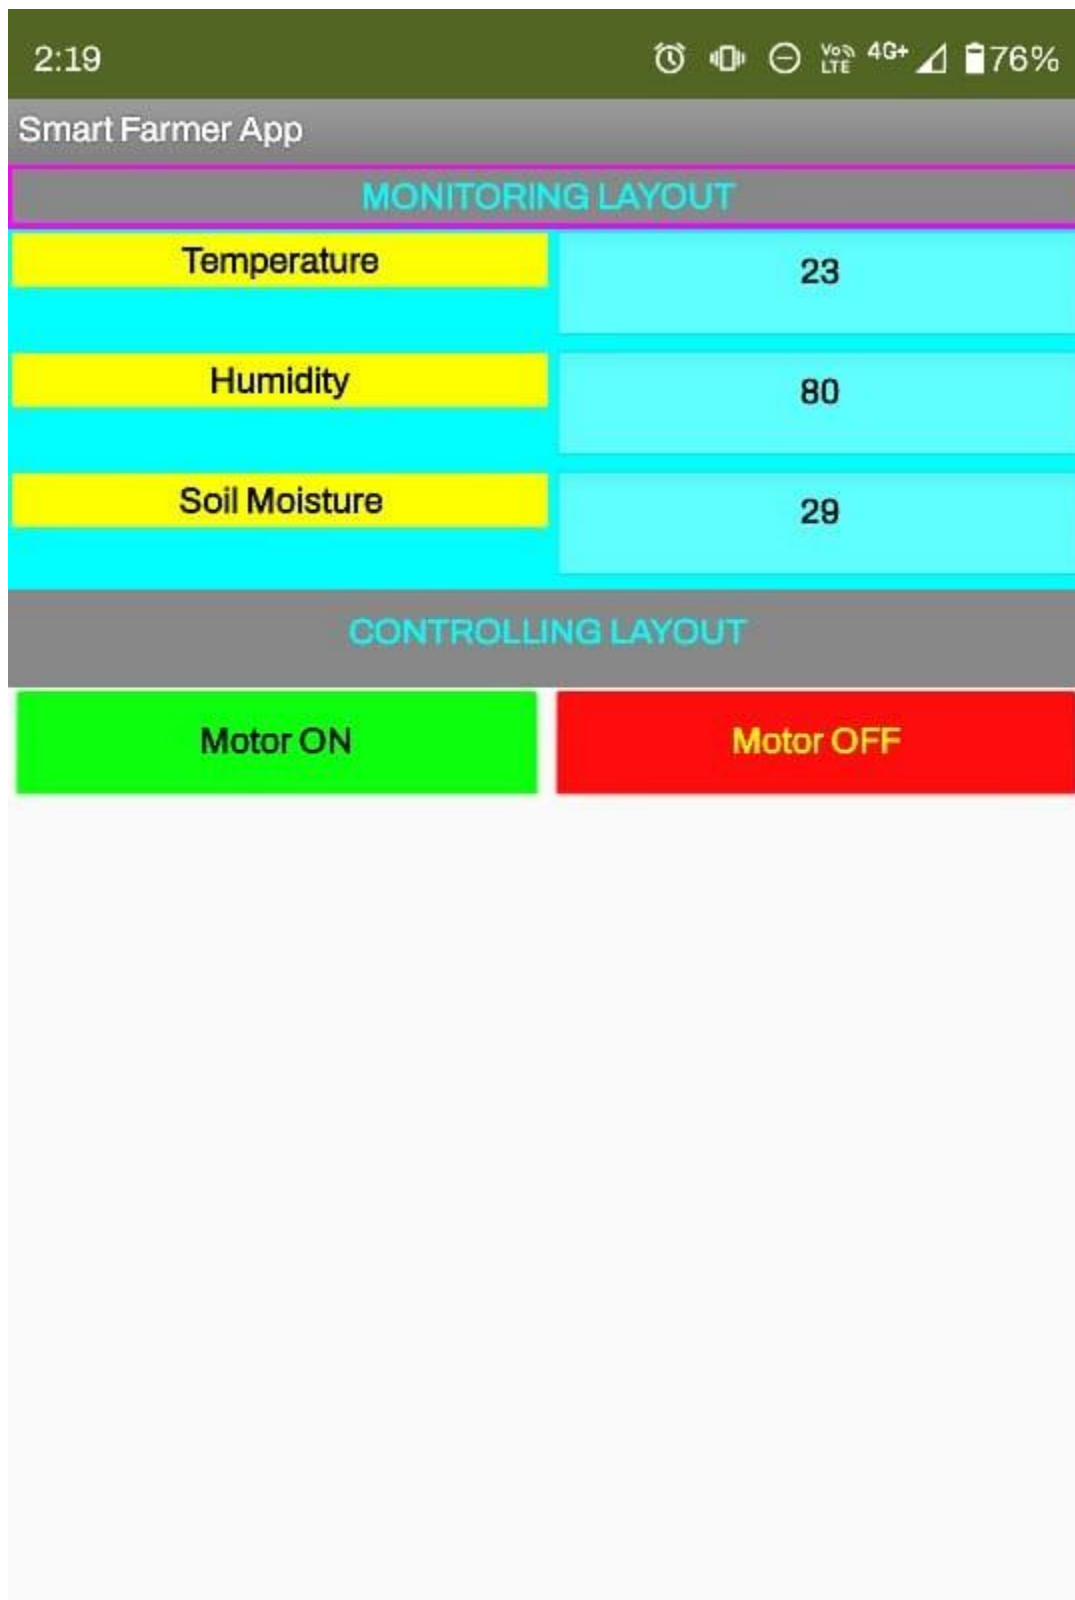 2:19 VoLTE 4G+ 76%
Smart Farmer App
MONITORING LAYOUT
Temperature 23
Humidity 80
Soil Moisture 29
CONTROLLING LAYOUT
Motor ON Motor OFF